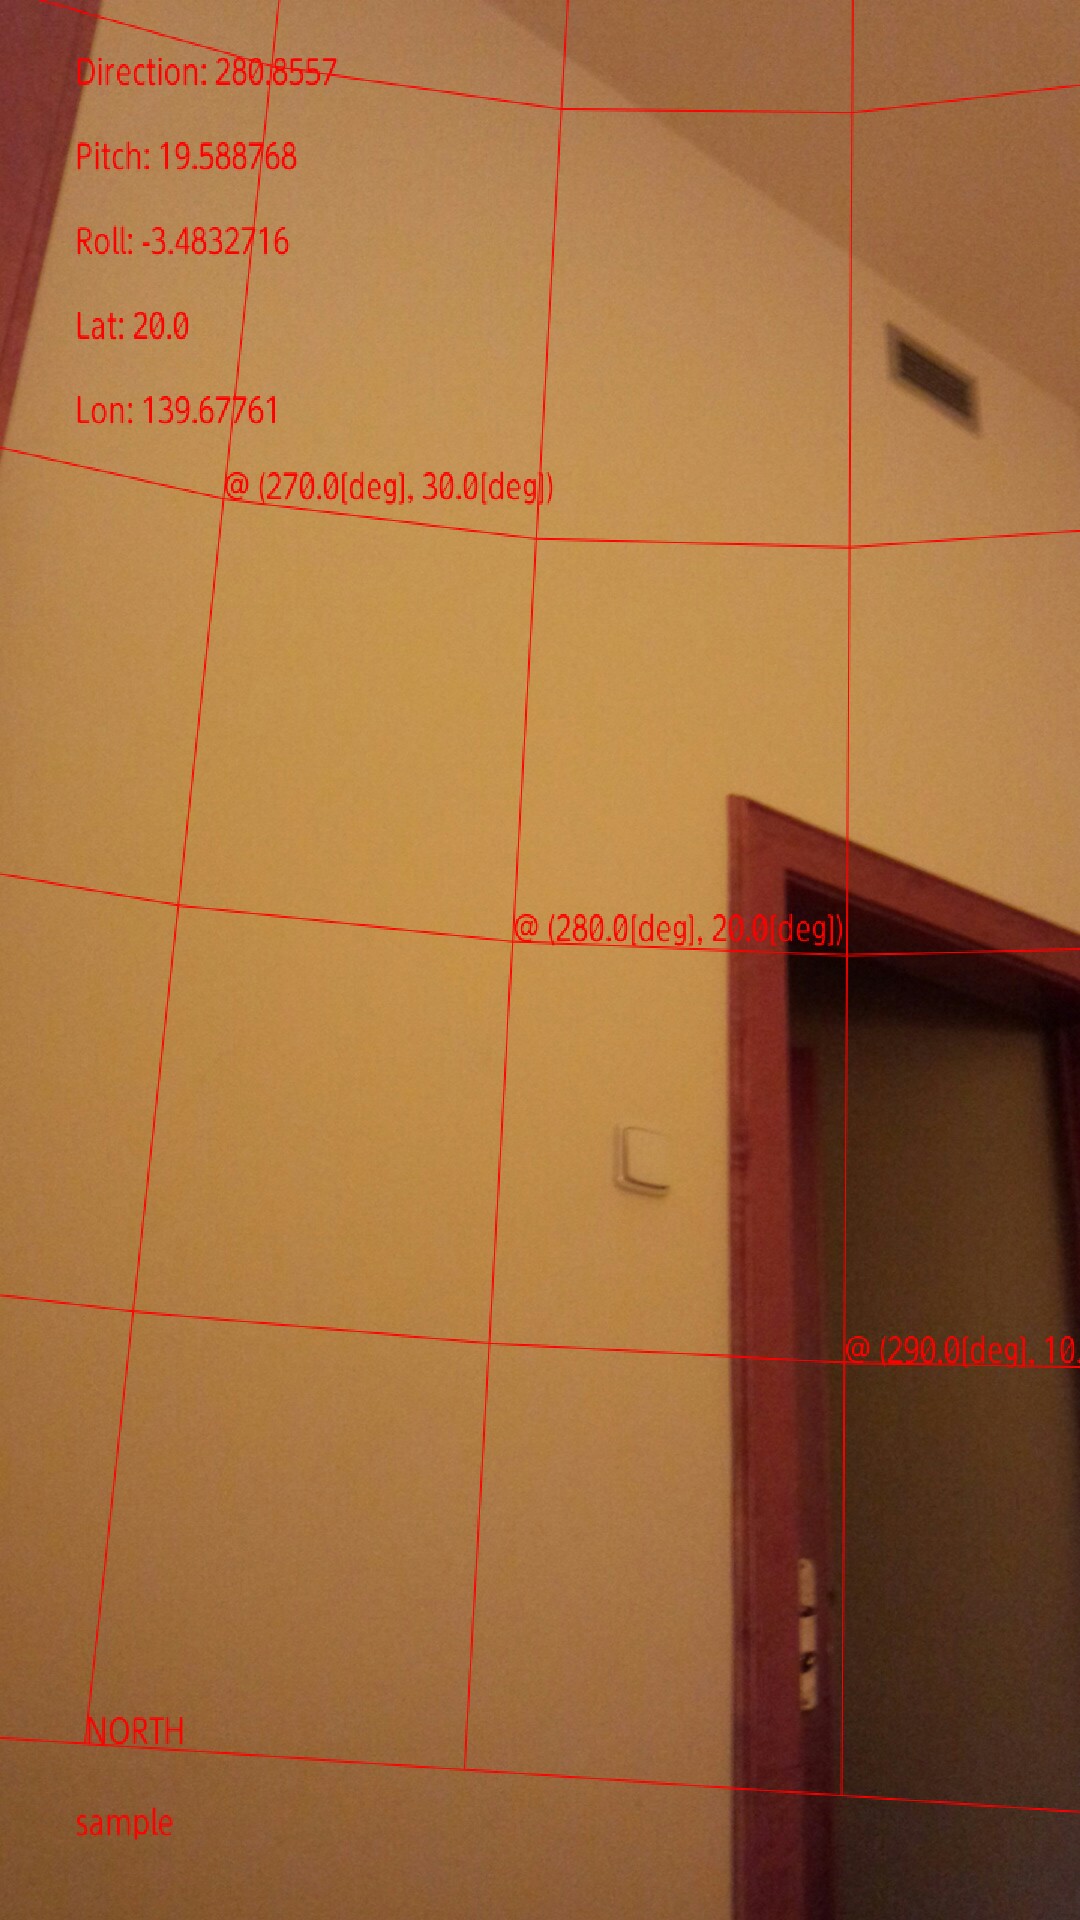 Direction: 280.8557
Pitch: 19.588768
Roll: -3.4832716
Lat: 20.0
Lon: 139.67761
@ (270.0[deg], 30.0[deg])
@ (280.0[deg], 20.0[deg])
@ (290.0[deg], 10.
NORTH
sample